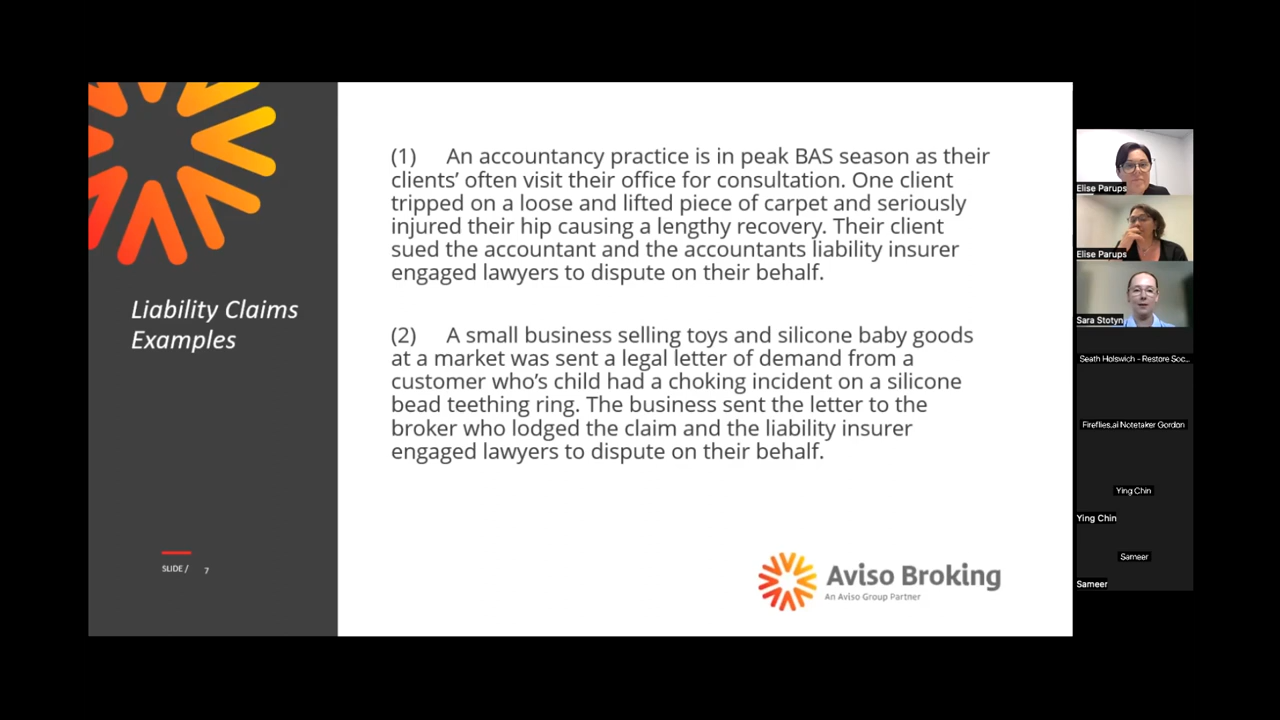 (1) An accountancy practice is in peak BAS season as their
clients’ often visit their office for consultation. One client
tripped on a loose and lifted piece of carpet and seriously
injured their hip causing a lengthy recovery. Their client
sued the accountant and the accountants liability insurer
engaged lawyers to dispute on their behalf.
Liability Claims
Examples
(2) A small business selling toys and silicone baby goods
at a market was sent a legal letter of demand from a
customer who’s child had a choking incident on a silicone
bead teething ring. The business sent the letter to the
broker who lodged the claim and the liability insurer
engaged lawyers to dispute on their behalf.
SLIDE / 7
Aviso Broking
An Aviso Group Partner
Elise Parups
Elise Parups
Sara Stotyn
Seath Holswich - Restore Soc...
Fireflies.ai Notetaker Gordon
Ying Chin
Ying Chin
Sameer
Sameer